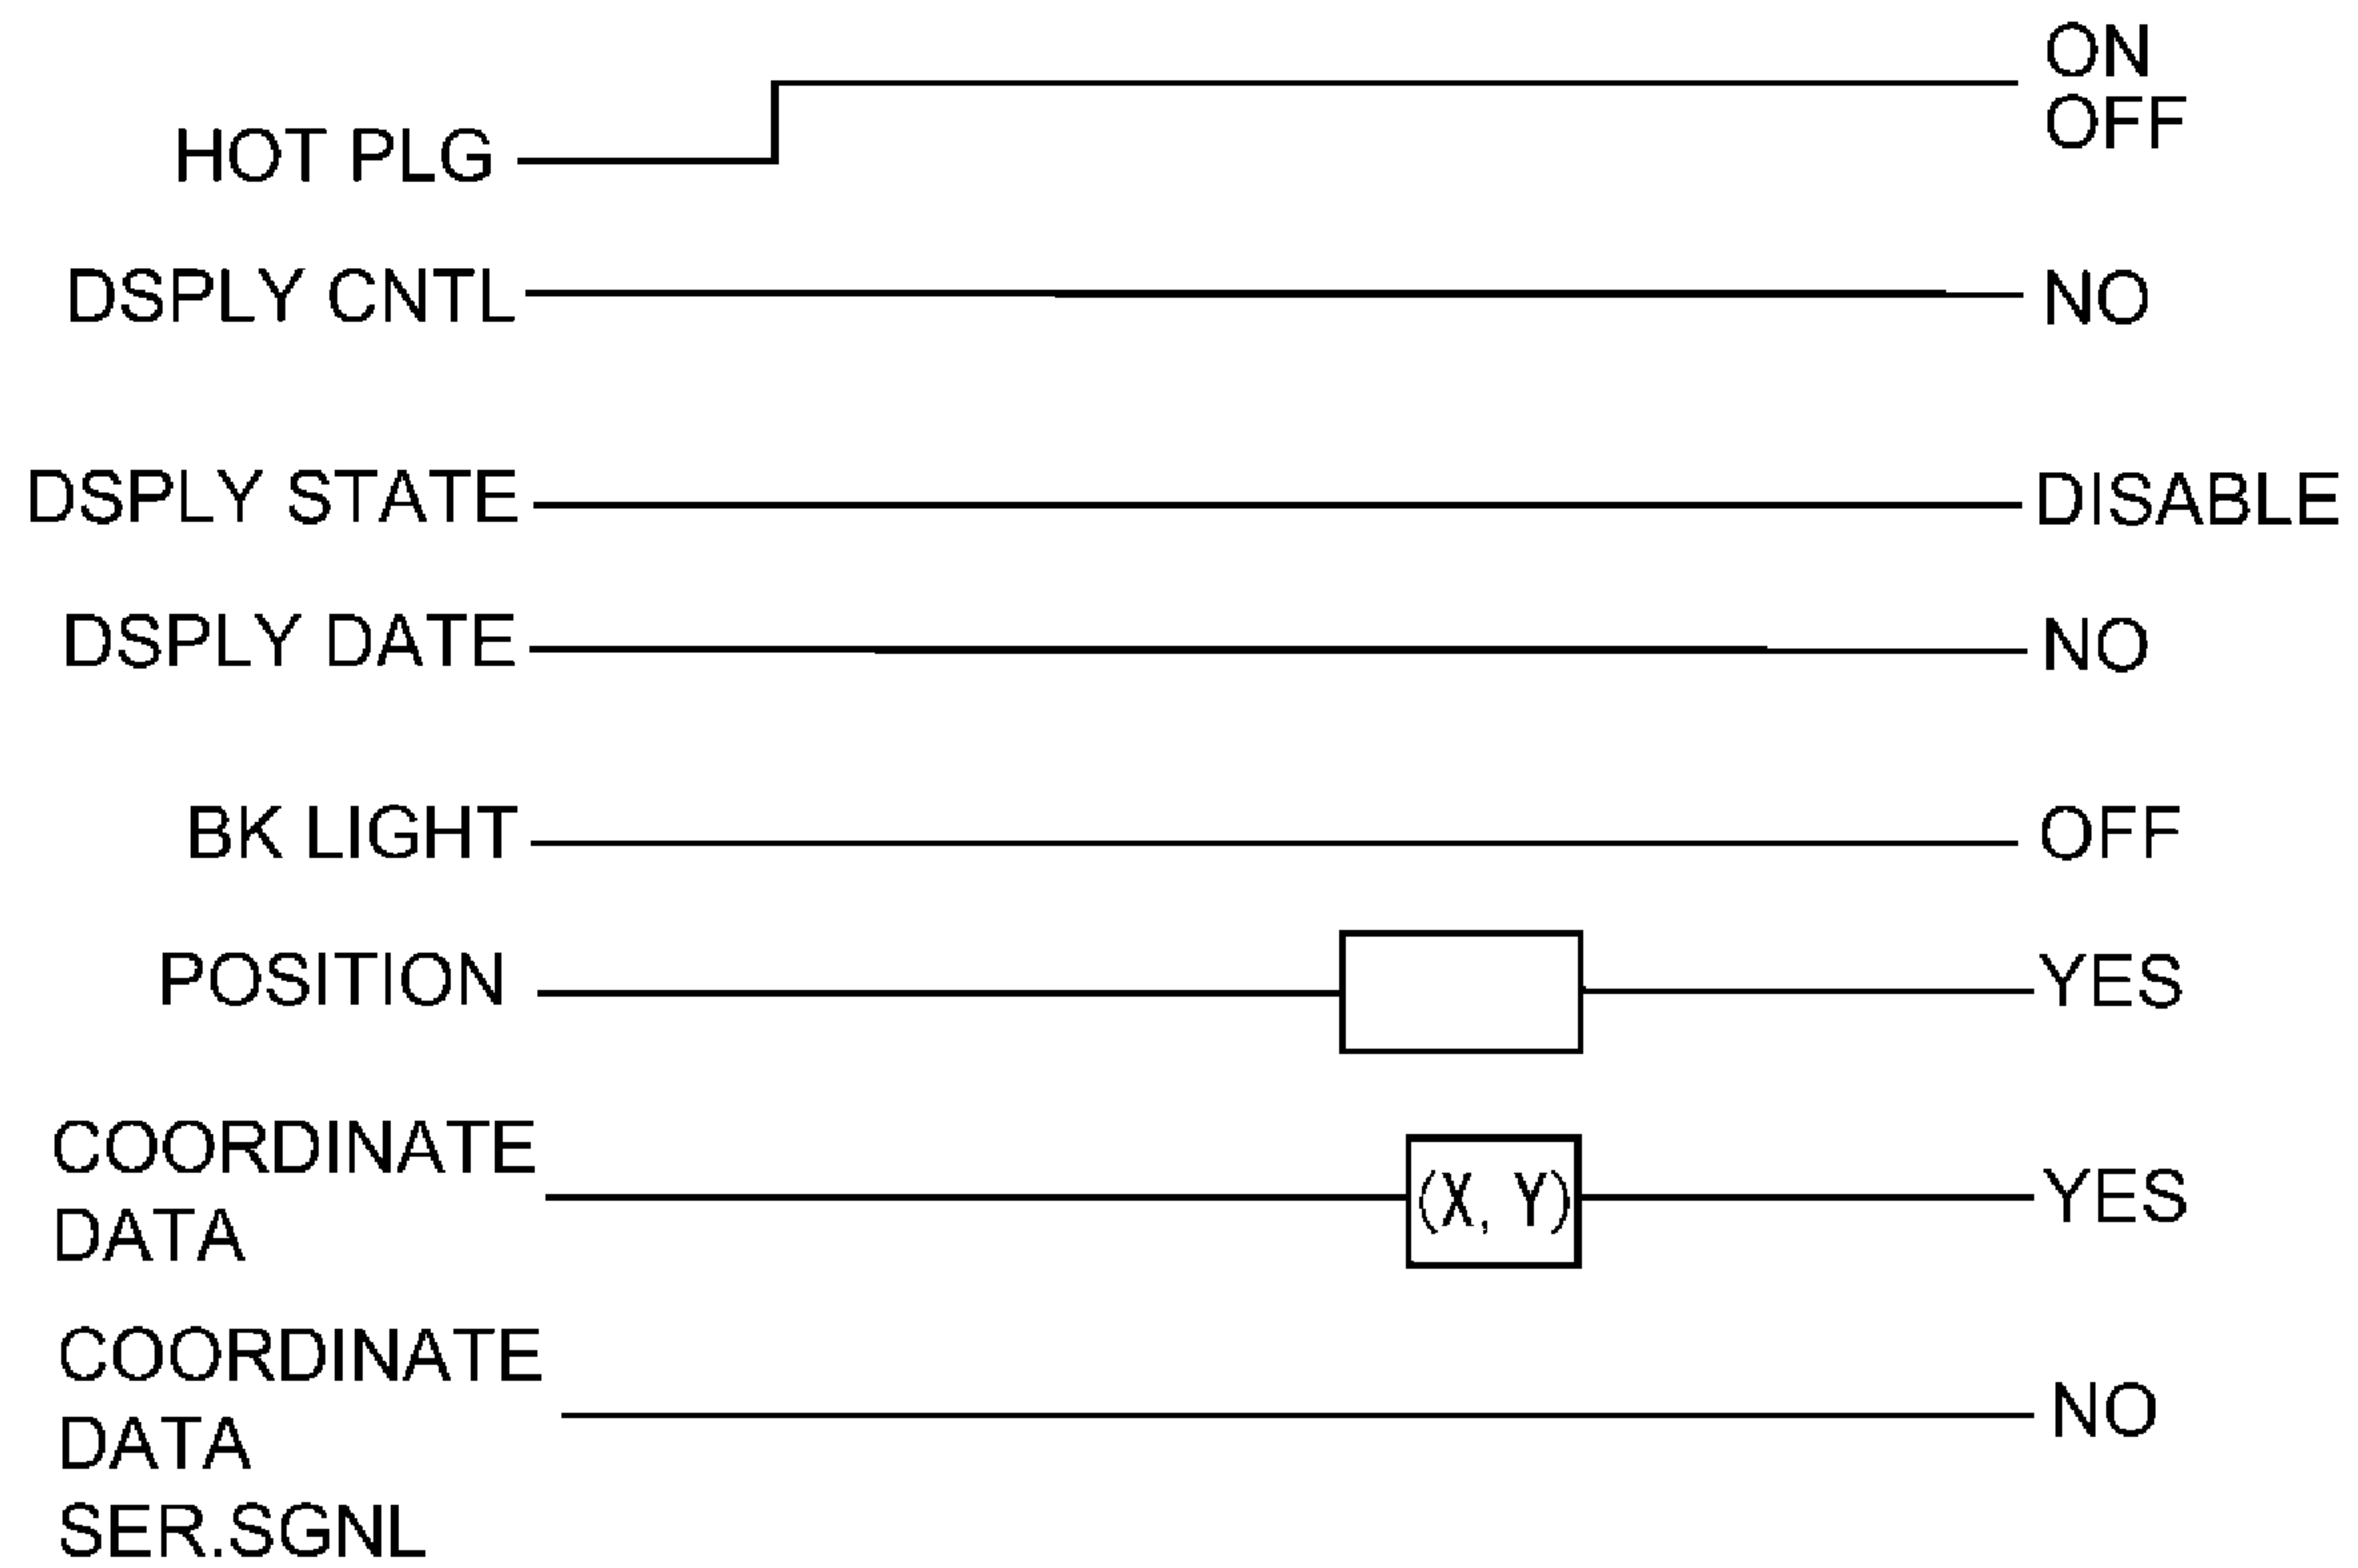 ON
OFF
HOT PLG
DSPLY CNTL NO
DSPLY STATE DISABLE
DSPLY DATE NO
BK LIGHT OFF
POSITION YES
COORDINATE
DATA
(X, Y) YES
COORDINATE
DATA
SER.SGNL
NO